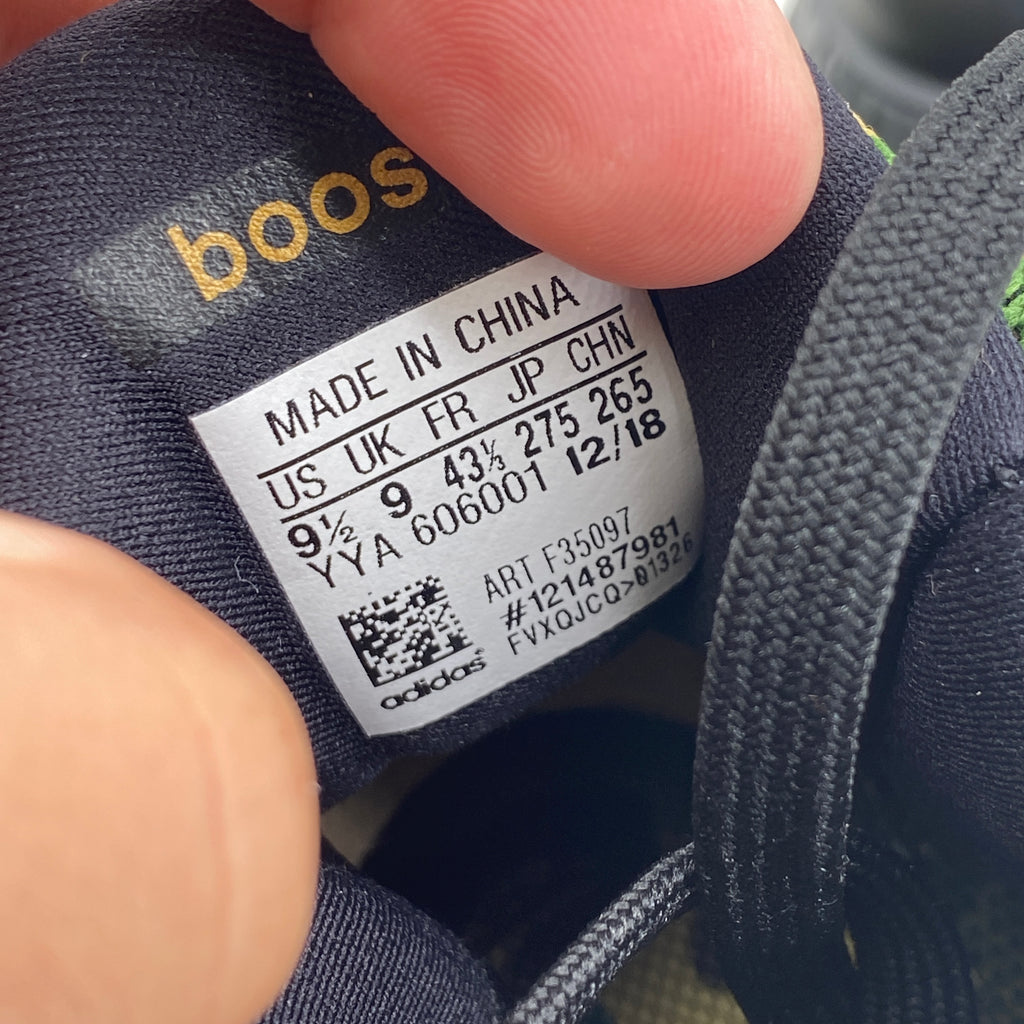 boos
MADE IN CHINA
US UK FR JP CHN
9½ 9 43⅓ 275 265
YYA 606001 12/18
ART F35097
#121487981
FVXQJCQ>01326
adidas